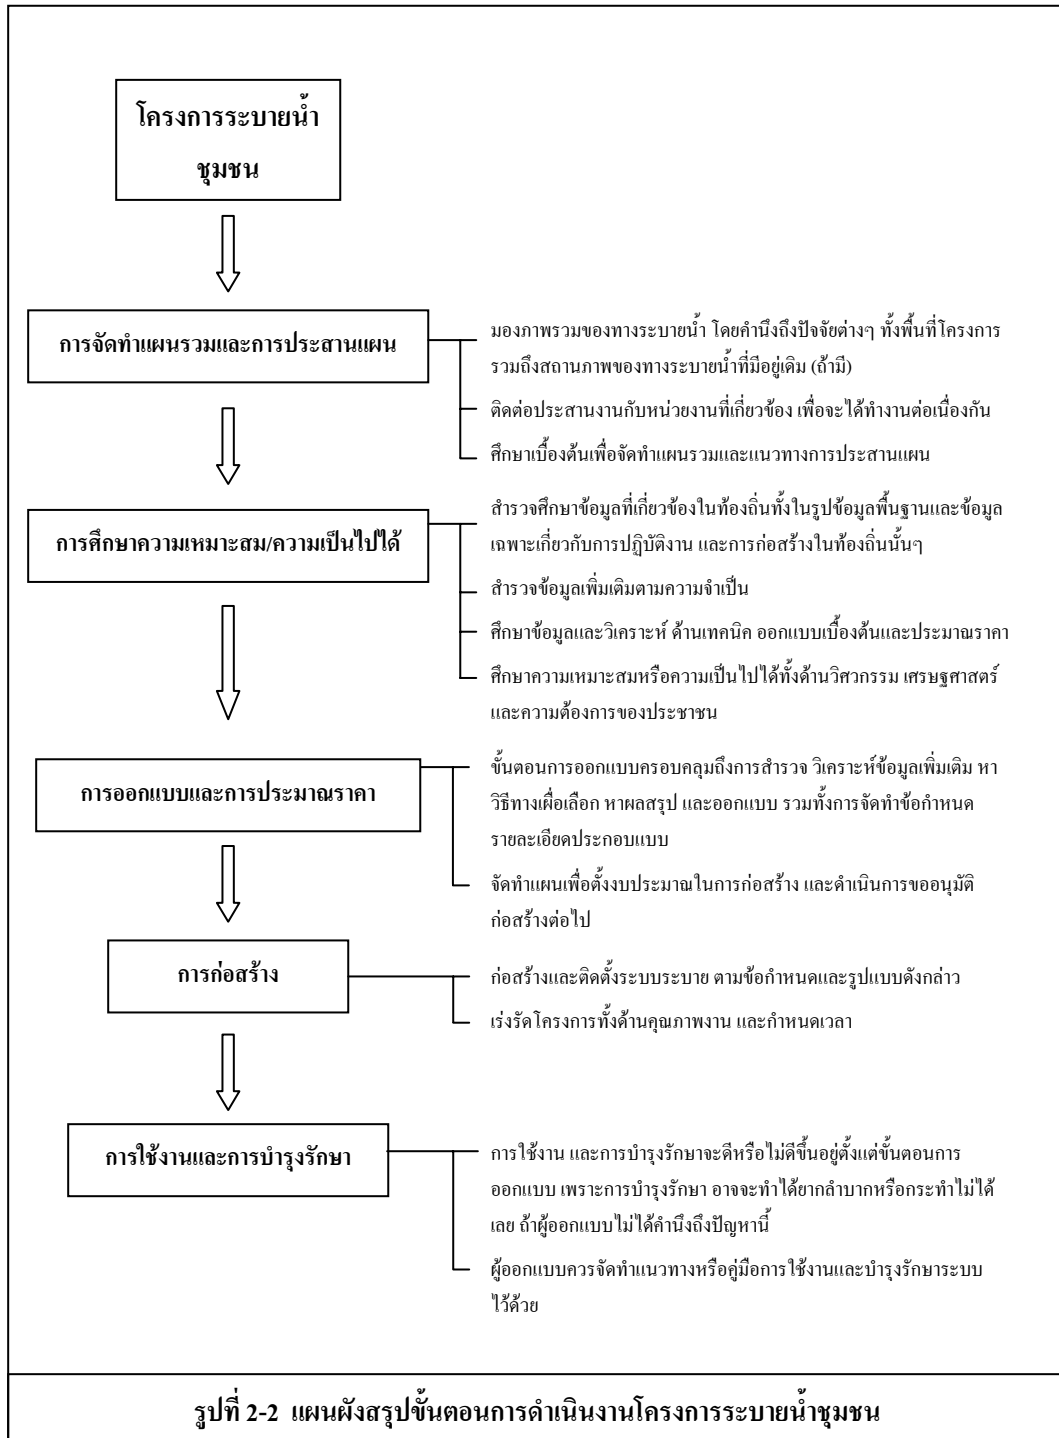 โครงการระบายน้ำ
ชุมชน
การจัดทำแผนรวมและการประสานแผน
มองภาพรวมของทางระบายน้ำ โดยคำนึงถึงปัจจัยต่างๆ ทั้งพื้นที่โครงการ
รวมถึงสถานภาพของทางระบายน้ำที่มีอยู่เดิม (ถ้ามี)
ติดต่อประสานงานกับหน่วยงานที่เกี่ยวข้อง เพื่อจะได้ทำงานต่อเนื่องกัน
ศึกษาเบื้องต้นเพื่อจัดทำแผนรวมและแนวทางการประสานแผน
การศึกษาความเหมาะสม/ความเป็นไปได้
สำรวจศึกษาข้อมูลที่เกี่ยวข้องในท้องถิ่นทั้งในรูปข้อมูลพื้นฐานและข้อมูล
เฉพาะเกี่ยวกับการปฏิบัติงาน และการก่อสร้างในท้องถิ่นนั้นๆ
สำรวจข้อมูลเพิ่มเติมตามความจำเป็น
ศึกษาข้อมูลและวิเคราะห์ ด้านเทคนิค ออกแบบเบื้องต้นและประมาณราคา
ศึกษาความเหมาะสมหรือความเป็นไปได้ทั้งด้านวิศวกรรม เศรษฐศาสตร์
และความต้องการของประชาชน
การออกแบบและการประมาณราคา
ขั้นตอนการออกแบบครอบคลุมถึงการสำรวจ วิเคราะห์ข้อมูลเพิ่มเติม หา
วิธีทางเผื่อเลือก หาผลสรุป และออกแบบ รวมทั้งการจัดทำข้อกำหนด
รายละเอียดประกอบแบบ
จัดทำแผนเพื่อตั้งงบประมาณในการก่อสร้าง และดำเนินการขออนุมัติ
ก่อสร้างต่อไป
การก่อสร้าง
ก่อสร้างและติดตั้งระบบระบาย ตามข้อกำหนดและรูปแบบดังกล่าว
เร่งรัดโครงการทั้งด้านคุณภาพงาน และกำหนดเวลา
การใช้งานและการบำรุงรักษา
การใช้งาน และการบำรุงรักษาจะดีหรือไม่ดีขึ้นอยู่ตั้งแต่ขั้นตอนการ
ออกแบบ เพราะการบำรุงรักษา อาจจะทำได้ยากลำบากหรือกระทำไม่ได้
เลย ถ้าผู้ออกแบบไม่ได้คำนึงถึงปัญหานี้
ผู้ออกแบบควรจัดทำแนวทางหรือคู่มือการใช้งานและบำรุงรักษาระบบ
ไว้ด้วย
รูปที่ 2-2 แผนผังสรุปขั้นตอนการดำเนินงานโครงการระบายน้ำชุมชน